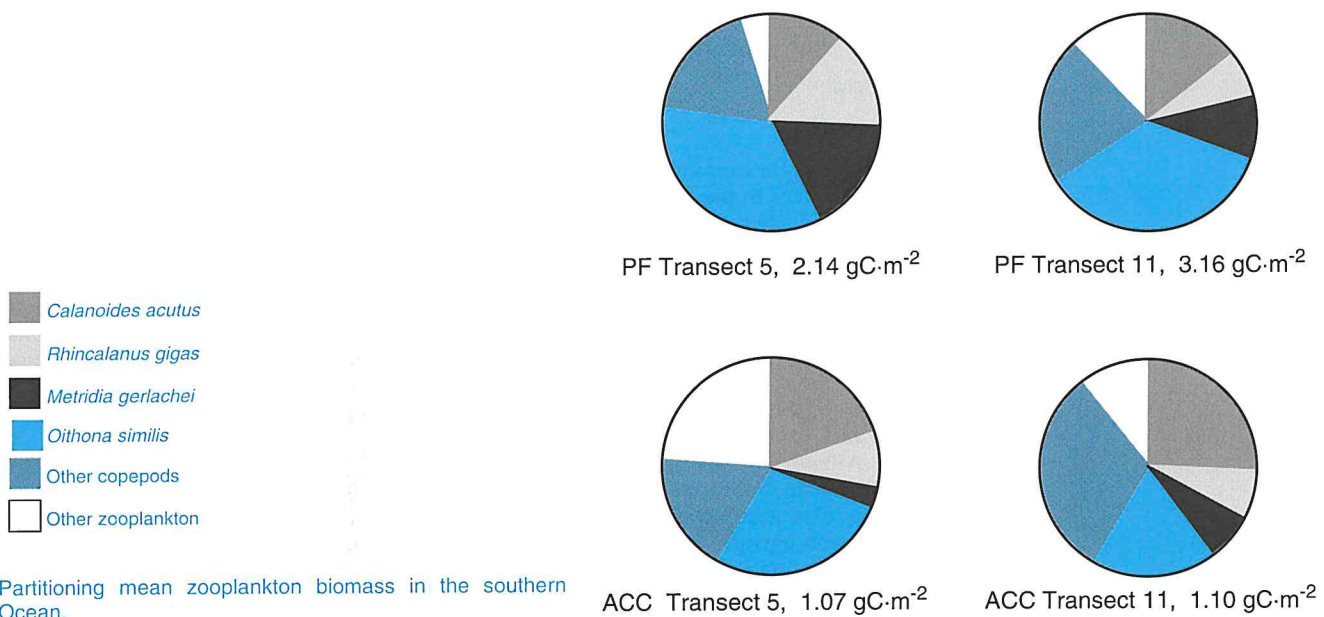 PF Transect 5, 2.14 gC·m⁻²
PF Transect 11, 3.16 gC·m⁻²
Calanoides acutus
Rhincalanus gigas
Metridia gerlachei
Oithona similis
Other copepods
Other zooplankton
Partitioning mean zooplankton biomass in the southern
Ocean.
ACC Transect 5, 1.07 gC·m⁻²
ACC Transect 11, 1.10 gC·m⁻²